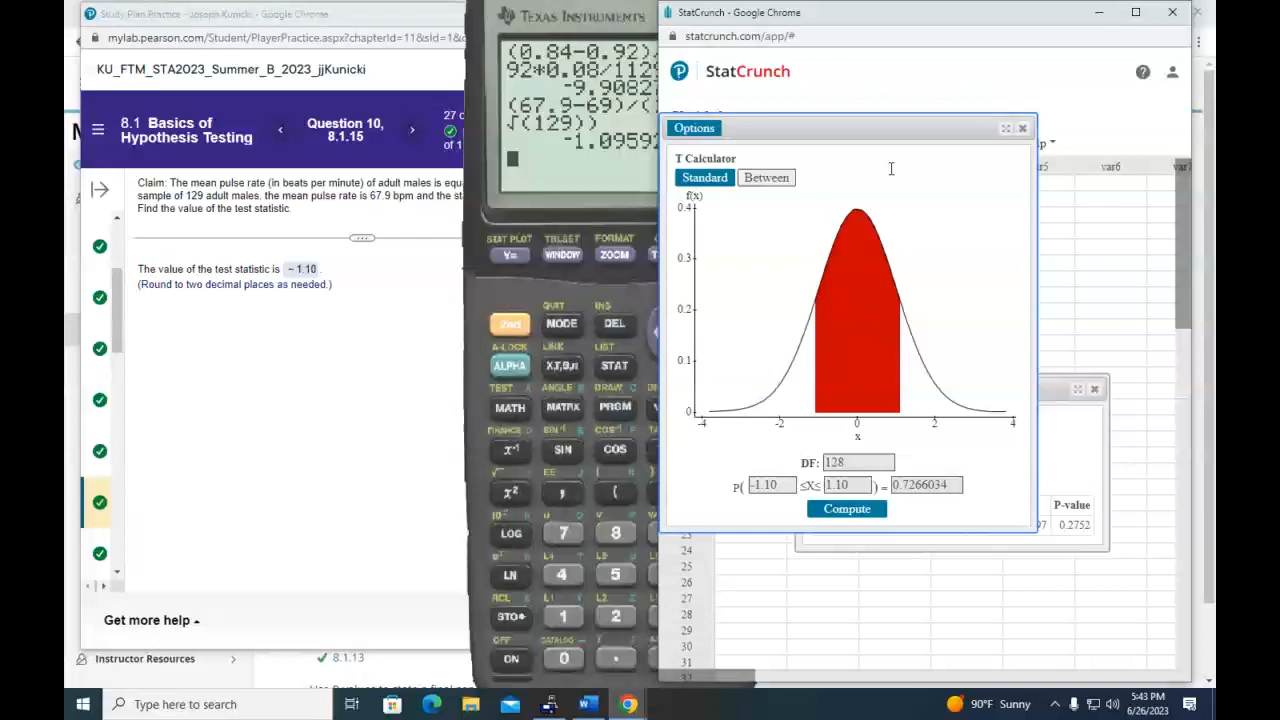 Study Plan Practice - Joseph Kunicki - Google Chrome
mylab.pearson.com/Student/PlayerPractice.aspx?chapterId=11&sId=1&
KU_FTM_STA2023_Summer_B_2023_jjKunicki
8.1 Basics of
Hypothesis Testing
Question 10,
8.1.15
27
of 1
Claim: The mean pulse rate (in beats per minute) of adult males is equ
sample of 129 adult males, the mean pulse rate is 67.9 bpm and the sta
Find the value of the test statistic.
The value of the test statistic is − 1.10 .
(Round to two decimal places as needed.)
Get more help
Instructor Resources
8.1.13
TEXAS INSTRUMENTS
(0.84-0.92)
92*0.08/1129
-9.9082
(67.9-69)/(
√(129))
-1.0959
STAT PLOT TBLSET FORMAT
Y= WINDOW ZOOM
QUIT INS
2nd MODE DEL
A-LOCK LINK LIST
ALPHA X,T,θ,n STAT
TEST A ANGLE B DRAW C
MATH MATRX PRGM
FINANCE SIN⁻¹ COS⁻¹
x⁻¹ SIN COS
EE
x² , (
LOG 7 8
L4 L5
LN 4 5
RCL L1 L2
STO 1 2
OFF CATALOG
ON 0 .
StatCrunch - Google Chrome
statcrunch.com/app/#
StatCrunch
Options
T Calculator
Standard Between
f(x)
0.4
0.3
0.2
0.1
0
-4 -2 0 2 4
x
DF: 128
P( -1.10 ≤X≤ 1.10 ) = 0.7266034
Compute
var6
P-value
97 0.2752
24
25
26
27
28
29
30
31
Type here to search
90°F Sunny
5:43 PM
6/26/2023